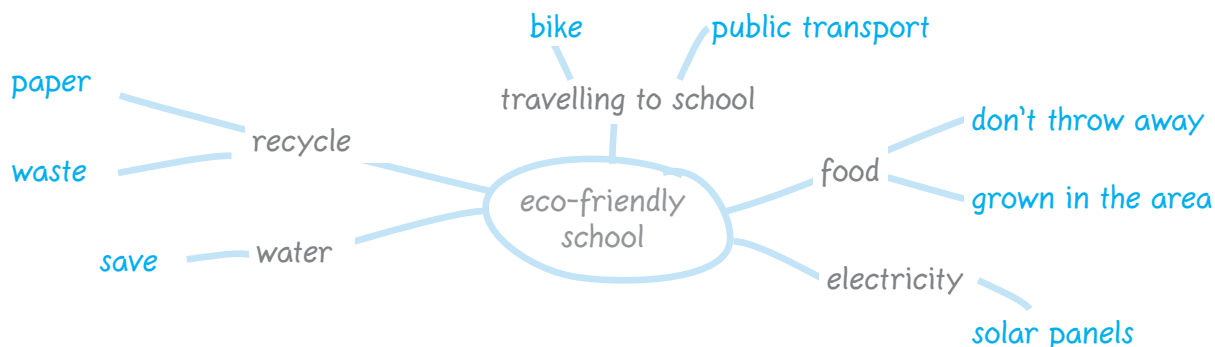 bike
public transport
paper
travelling to school
don't throw away
recycle
waste
food
eco-friendly
school
grown in the area
water
save
electricity
solar panels